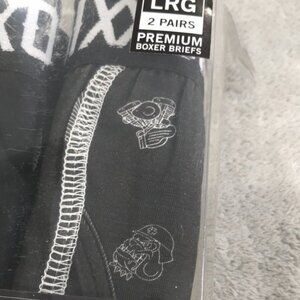 LRG
2 PAIRS
PREMIUM
BOXER BRIEFS